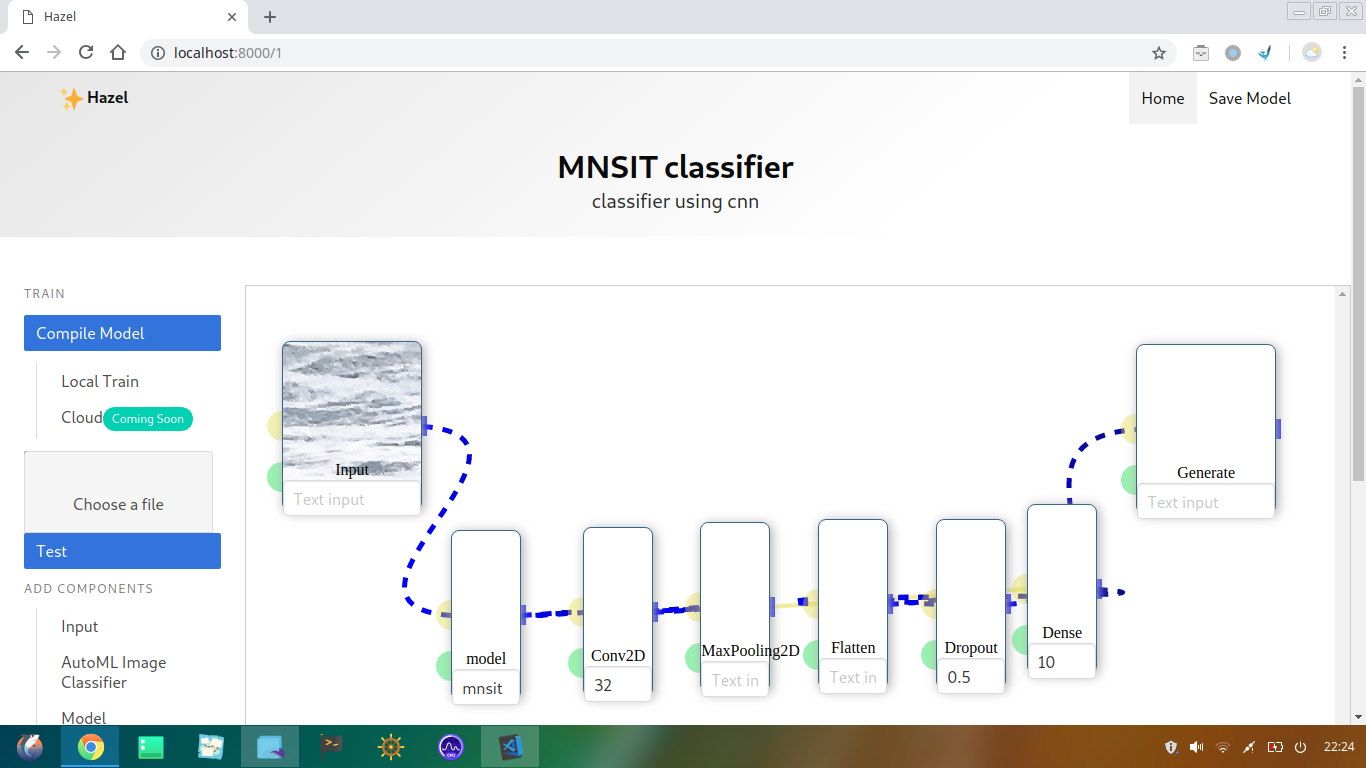 Hazel
localhost:8000/1
Hazel
Home
Save Model
MNSIT classifier
classifier using cnn
TRAIN
Compile Model
Local Train
Cloud Coming Soon
Choose a file
Test
ADD COMPONENTS
Input
AutoML Image
Classifier
Model
Input
Text input
Generate
Text input
model
mnsit
Conv2D
32
MaxPooling2D
Text in
Flatten
Text in
Dropout
0.5
Dense
10
CPU
22:24